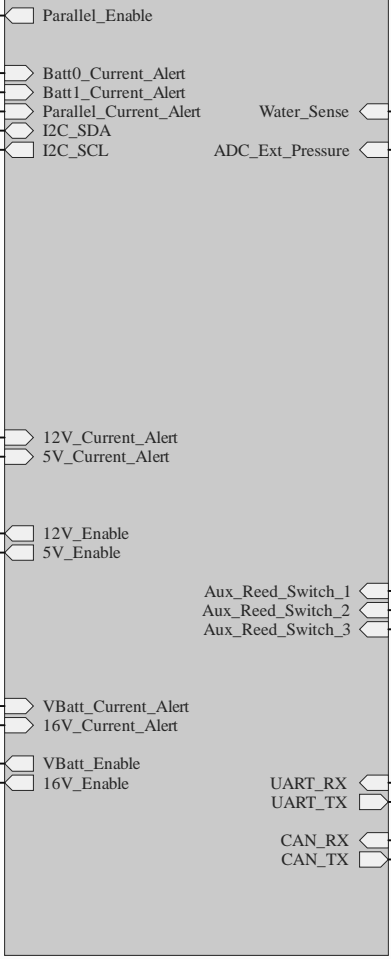 Parallel_Enable
Batt0_Current_Alert
Batt1_Current_Alert
Parallel_Current_Alert Water_Sense
I2C_SDA
I2C_SCL ADC_Ext_Pressure
12V_Current_Alert
5V_Current_Alert
12V_Enable
5V_Enable
Aux_Reed_Switch_1
Aux_Reed_Switch_2
Aux_Reed_Switch_3
VBatt_Current_Alert
16V_Current_Alert
VBatt_Enable
16V_Enable UART_RX
UART_TX
CAN_RX
CAN_TX